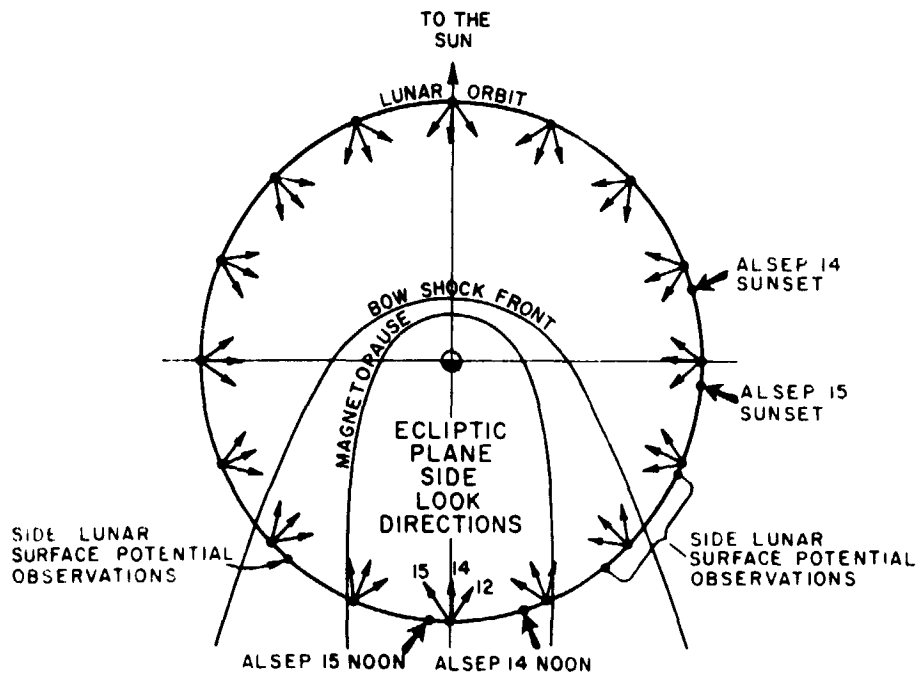 TO THE
SUN
LUNAR ORBIT
ALSEP 14
SUNSET
BOW SHOCK FRONT
MAGNETOPAUSE
ALSEP 15
SUNSET
ECLIPTIC
PLANE
SIDE
LOOK
DIRECTIONS
SIDE LUNAR
SURFACE POTENTIAL
OBSERVATIONS
SIDE LUNAR
SURFACE POTENTIAL
OBSERVATIONS
15 14 12
ALSEP 15 NOON
ALSEP 14 NOON